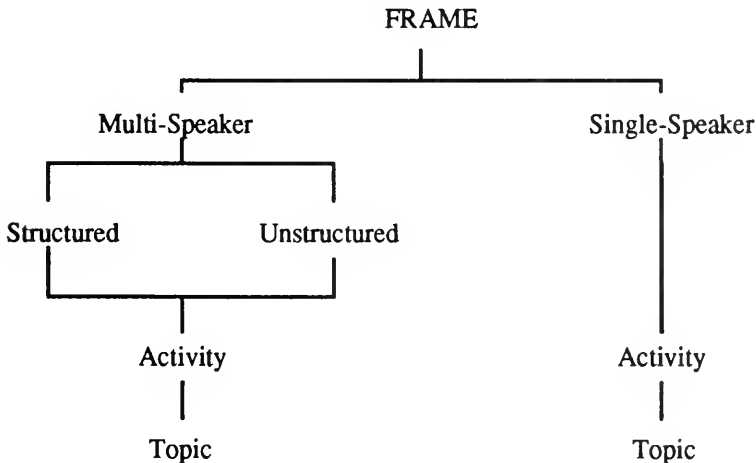 FRAME
Multi-Speaker Single-Speaker
Structured Unstructured
Activity Activity
Topic Topic